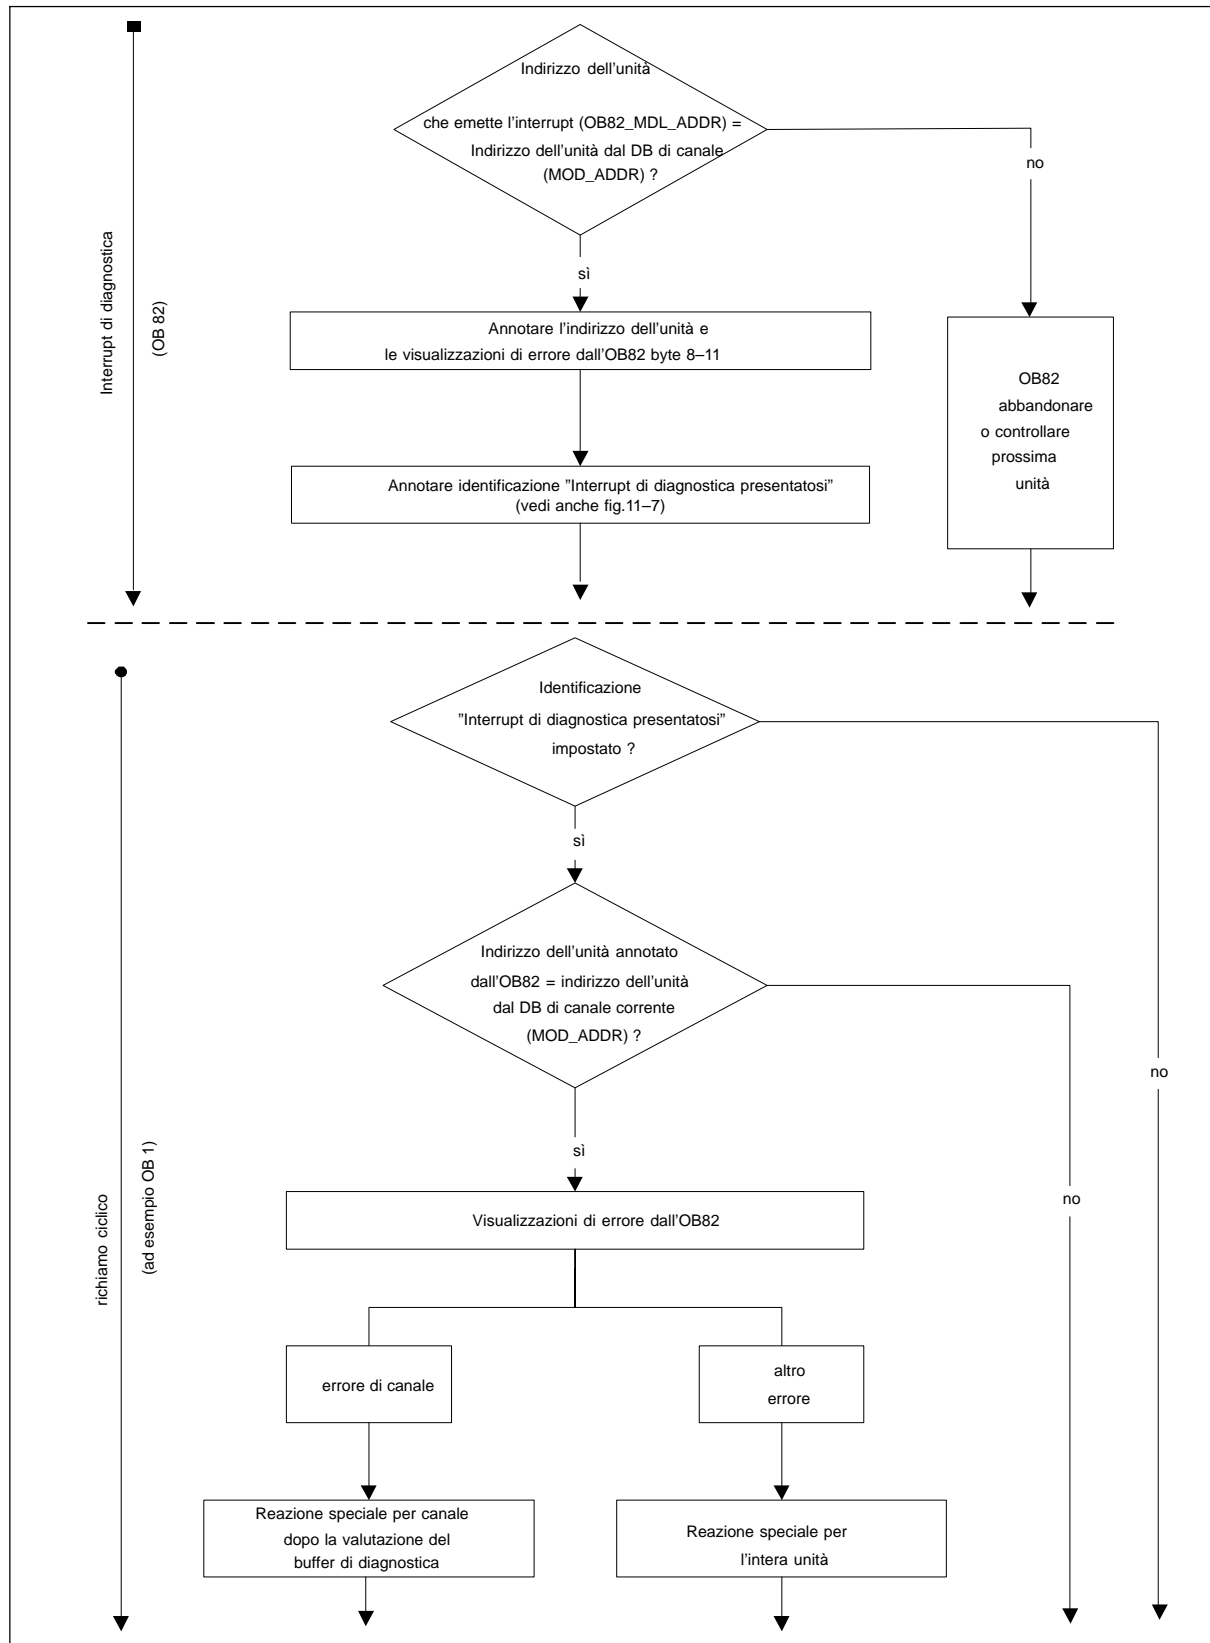 Indirizzo dell'unità
che emette l'interrupt (OB82_MDL_ADDR) =
Indirizzo dell'unità dal DB di canale
(MOD_ADDR) ?
no
sì
Interrupt di diagnostica
(OB 82)
Annotare l'indirizzo dell'unità e
le visualizzazioni di errore dall'OB82 byte 8–11
OB82
abbandonare
o controllare
prossima
unità
Annotare identificazione ”Interrupt di diagnostica presentatosi”
(vedi anche fig.11–7)
Identificazione
”Interrupt di diagnostica presentatosi”
impostato ?
sì
Indirizzo dell'unità annotato
dall'OB82 = indirizzo dell'unità
dal DB di canale corrente
(MOD_ADDR) ?
no
sì
no
richiamo ciclico
(ad esempio OB 1)
Visualizzazioni di errore dall'OB82
errore di canale
altro
errore
Reazione speciale per canale
dopo la valutazione del
buffer di diagnostica
Reazione speciale per
l'intera unità